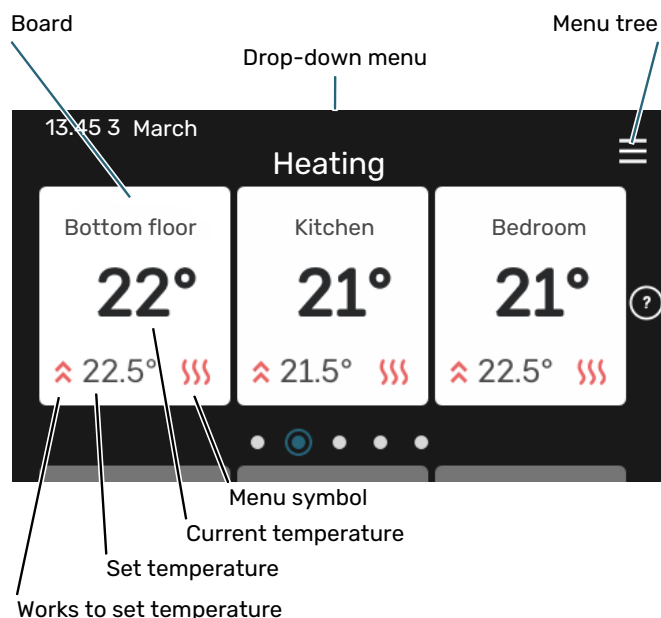 Board
Menu tree
Drop-down menu
13.45 3 March
Heating
Bottom floor
Kitchen
Bedroom
22°
21°
21°
?
22.5°
21.5°
22.5°
Menu symbol
Current temperature
Set temperature
Works to set temperature